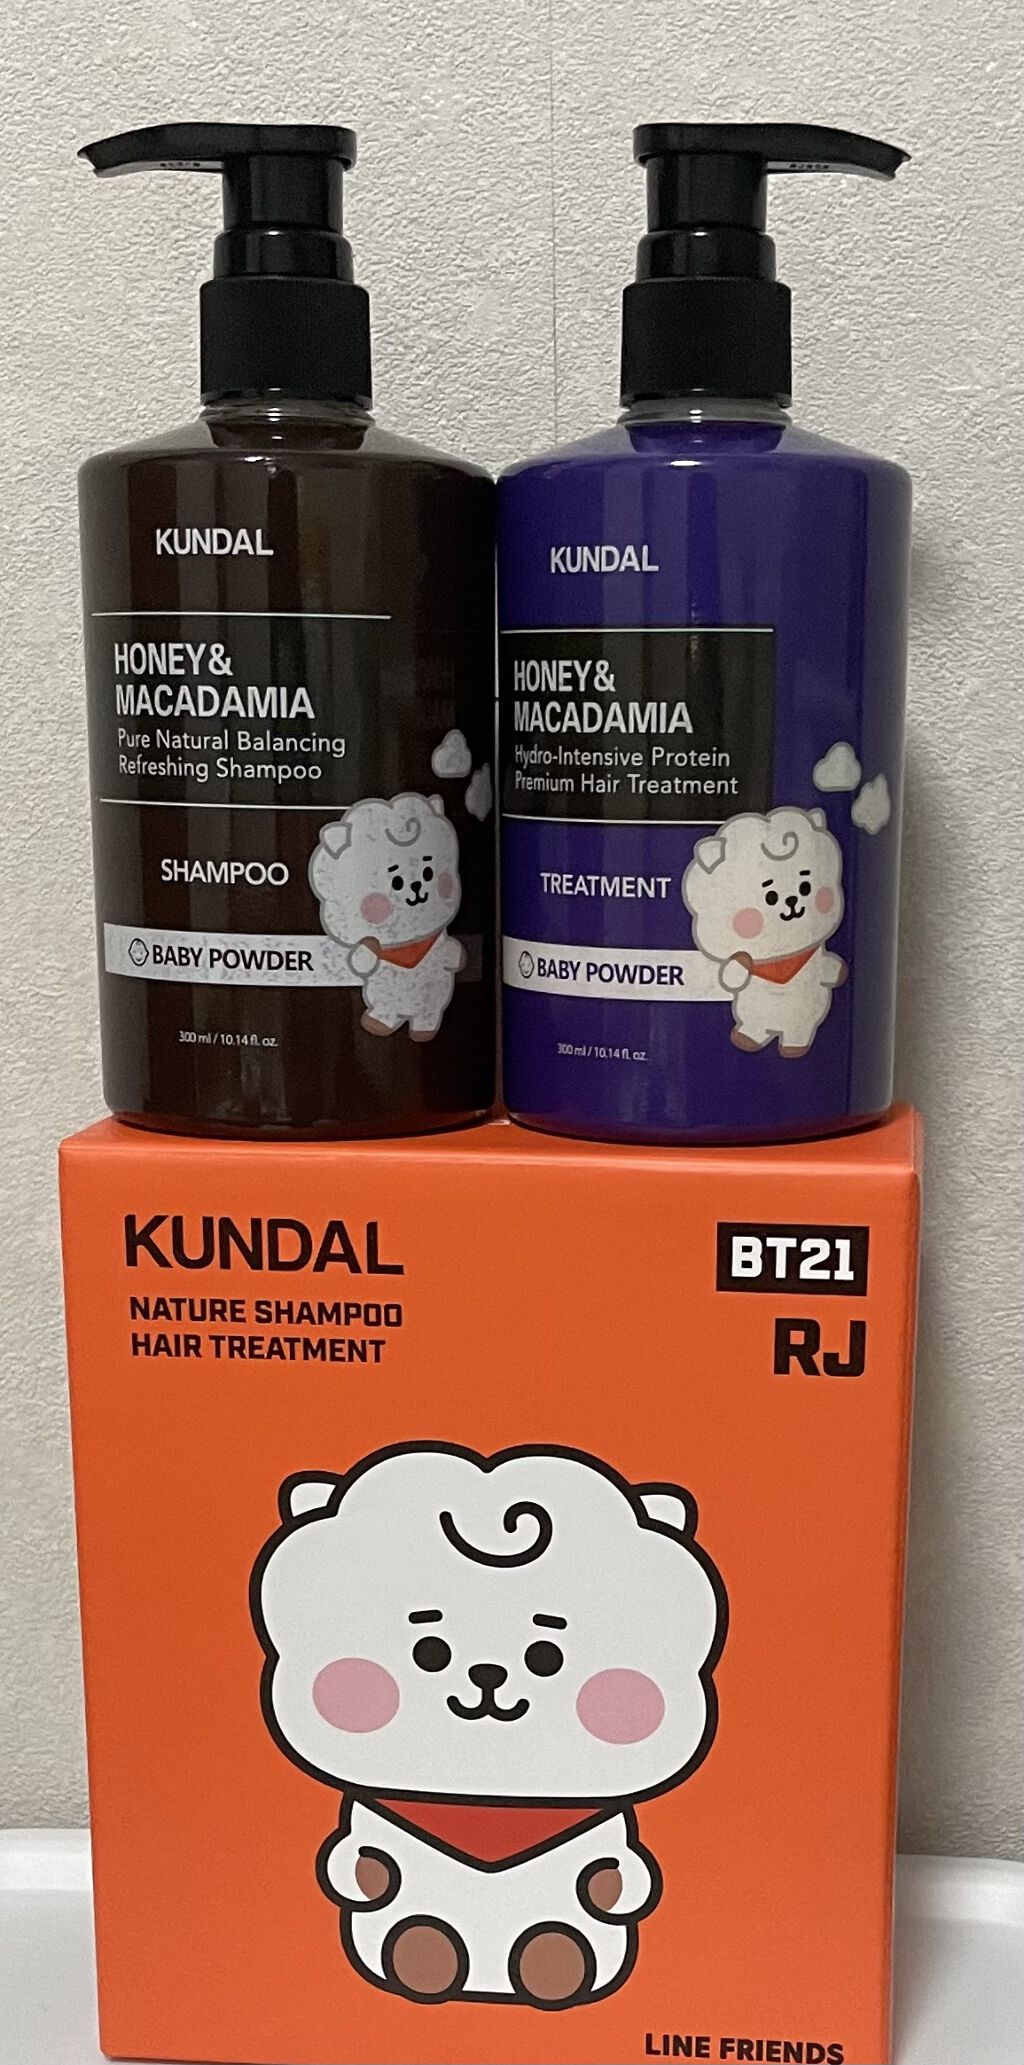 KUNDAL
HONEY&
MACADAMIA
Pure Natural Balancing
Refreshing Shampoo
SHAMPOO
BABY POWDER
300 ml / 10.14 fl. oz.
KUNDAL
HONEY&
MACADAMIA
Hydro-Intensive Protein
Premium Hair Treatment
TREATMENT
BABY POWDER
300 ml / 10.14 fl. oz.
KUNDAL
NATURE SHAMPOO
HAIR TREATMENT
BT21
RJ
LINE FRIENDS